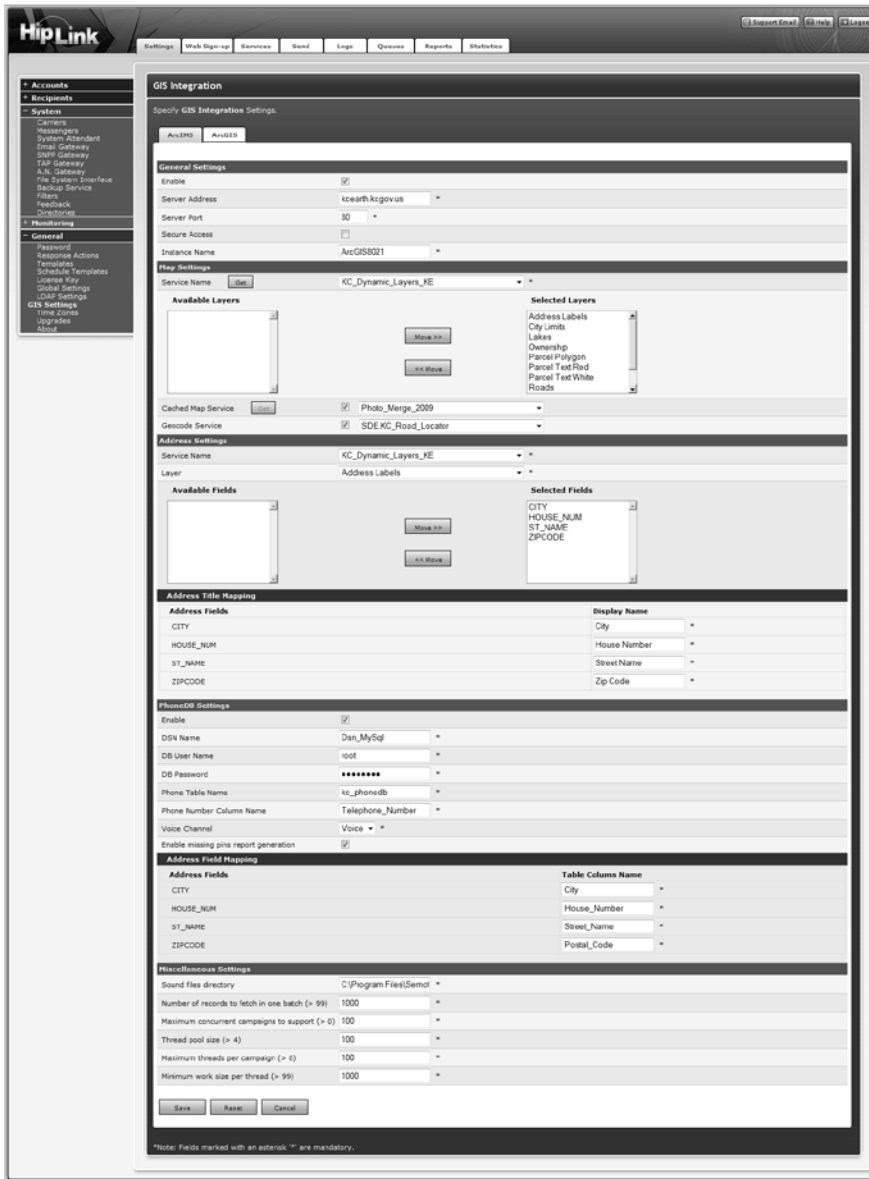 HipLink
Support Email Help Logout
Settings Web Sign-up Services Send Logs Queues Reports Statistics
+ Accounts
+ Recipients
− System
Carriers
Messengers
System Attendant
Email Gateway
SNPP Gateway
TAP Gateway
A.N. Gateway
File System Interface
Backup Service
Filters
Feedback
Directories
+ Monitoring
− General
Password
Response Actions
Templates
Schedule Templates
License Key
Global Settings
LDAP Settings
GIS Settings
Time Zones
Upgrades
About
GIS Integration
Specify GIS Integration Settings.
ArcIMS ArcGIS
General Settings
Enable
Server Address kcearth.kcgov.us *
Server Port 80 *
Secure Access
Instance Name ArcGIS8021 *
Map Settings
Service Name Get KC_Dynamic_Layers_KE *
Available Layers Selected Layers
Address Labels
City Limits
Lakes
Ownership
Parcel Polygon
Parcel Text Red
Parcel Text White
Roads
Move >>
<< Move
Cached Map Service Get Photo_Merge_2009
Geocode Service SDE.KC_Road_Locator
Address Settings
Service Name KC_Dynamic_Layers_KE *
Layer Address Labels *
Available Fields Selected Fields
CITY
HOUSE_NUM
ST_NAME
ZIPCODE
Move >>
<< Move
Address Title Mapping
Address Fields Display Name
CITY City *
HOUSE_NUM House Number *
ST_NAME Street Name *
ZIPCODE Zip Code *
PhoneDB Settings
Enable
DSN Name Dsn_MySql *
DB User Name root *
DB Password •••••••• *
Phone Table Name kc_phonedb *
Phone Number Column Name Telephone_Number *
Voice Channel Voice *
Enable missing pins report generation
Address Field Mapping
Address Fields Table Column Name
CITY City *
HOUSE_NUM House_Number *
ST_NAME Street_Name *
ZIPCODE Postal_Code *
Miscellaneous Settings
Sound files directory C:\Program Files\Semot *
Number of records to fetch in one batch (> 99) 1000 *
Maximum concurrent campaigns to support (> 0) 100 *
Thread pool size (> 4) 100 *
Maximum threads per campaign (> 0) 100 *
Minimum work size per thread (> 99) 1000 *
Save Reset Cancel
*Note: Fields marked with an asterisk '*' are mandatory.